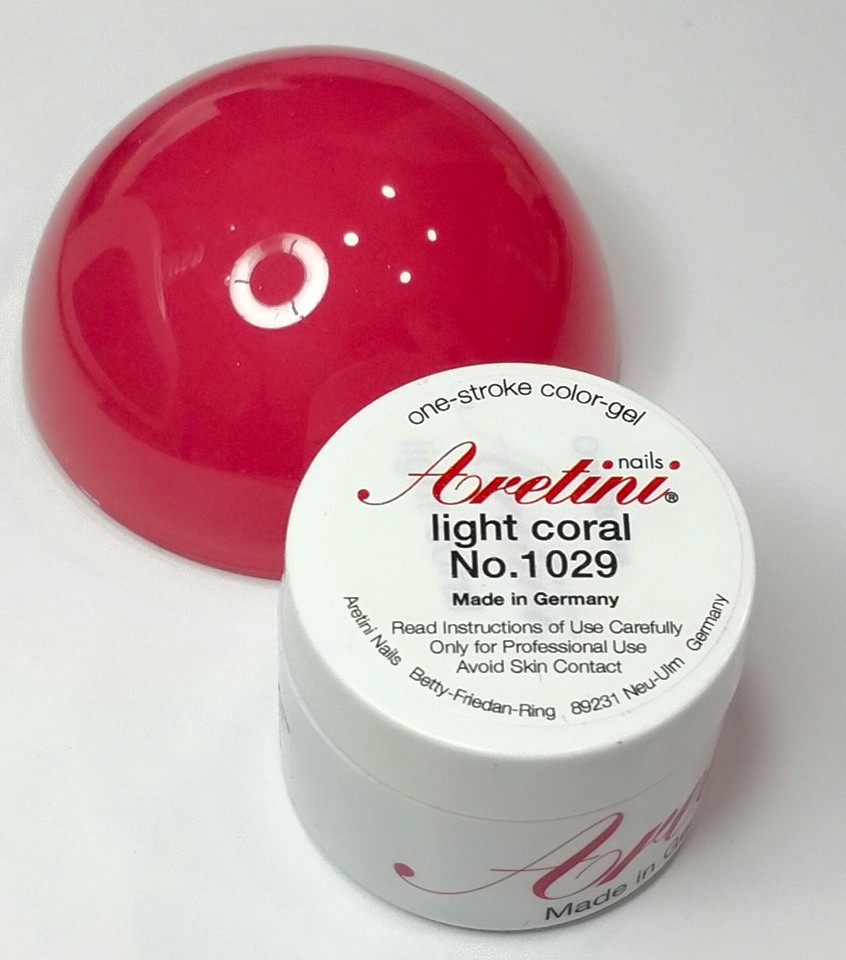 one-stroke color-gel
Aretini nails®
light coral
No.1029
Made in Germany
Read Instructions of Use Carefully
Only for Professional Use
Avoid Skin Contact
Aretini Nails Betty-Friedan-Ring 89231 Neu-Ulm Germany
Made in